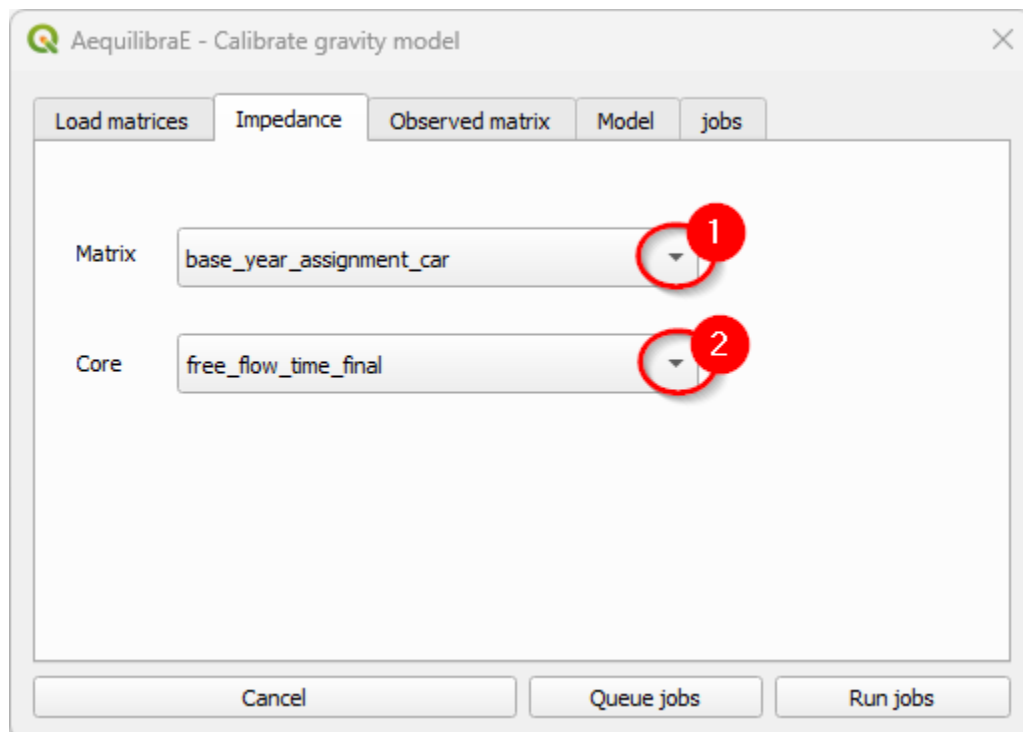 AequilibraE - Calibrate gravity model
Load matrices Impedance Observed matrix Model jobs
1
Matrix base_year_assignment_car
2
Core free_flow_time_final
Cancel Queue jobs Run jobs